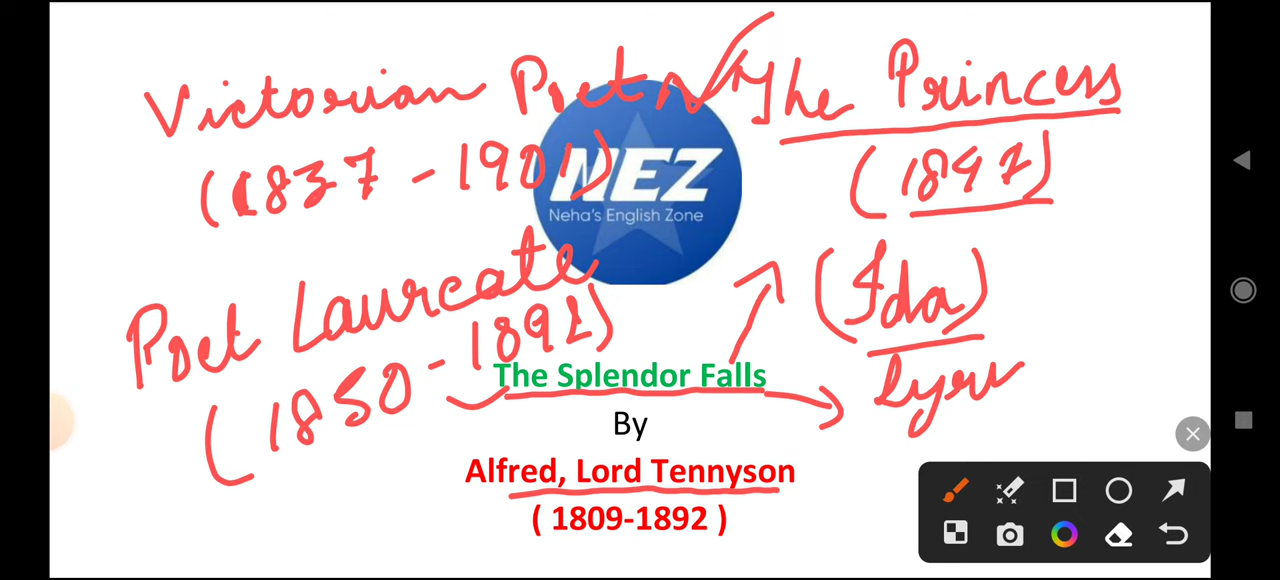 Victorian Poet
The Princess
(1837 - 1901)
(1847)
NEZ
Neha's English Zone
Poet Laureate
(1850 - 1892)
(Ida)
lyric
The Splendor Falls
By
Alfred, Lord Tennyson
( 1809-1892 )